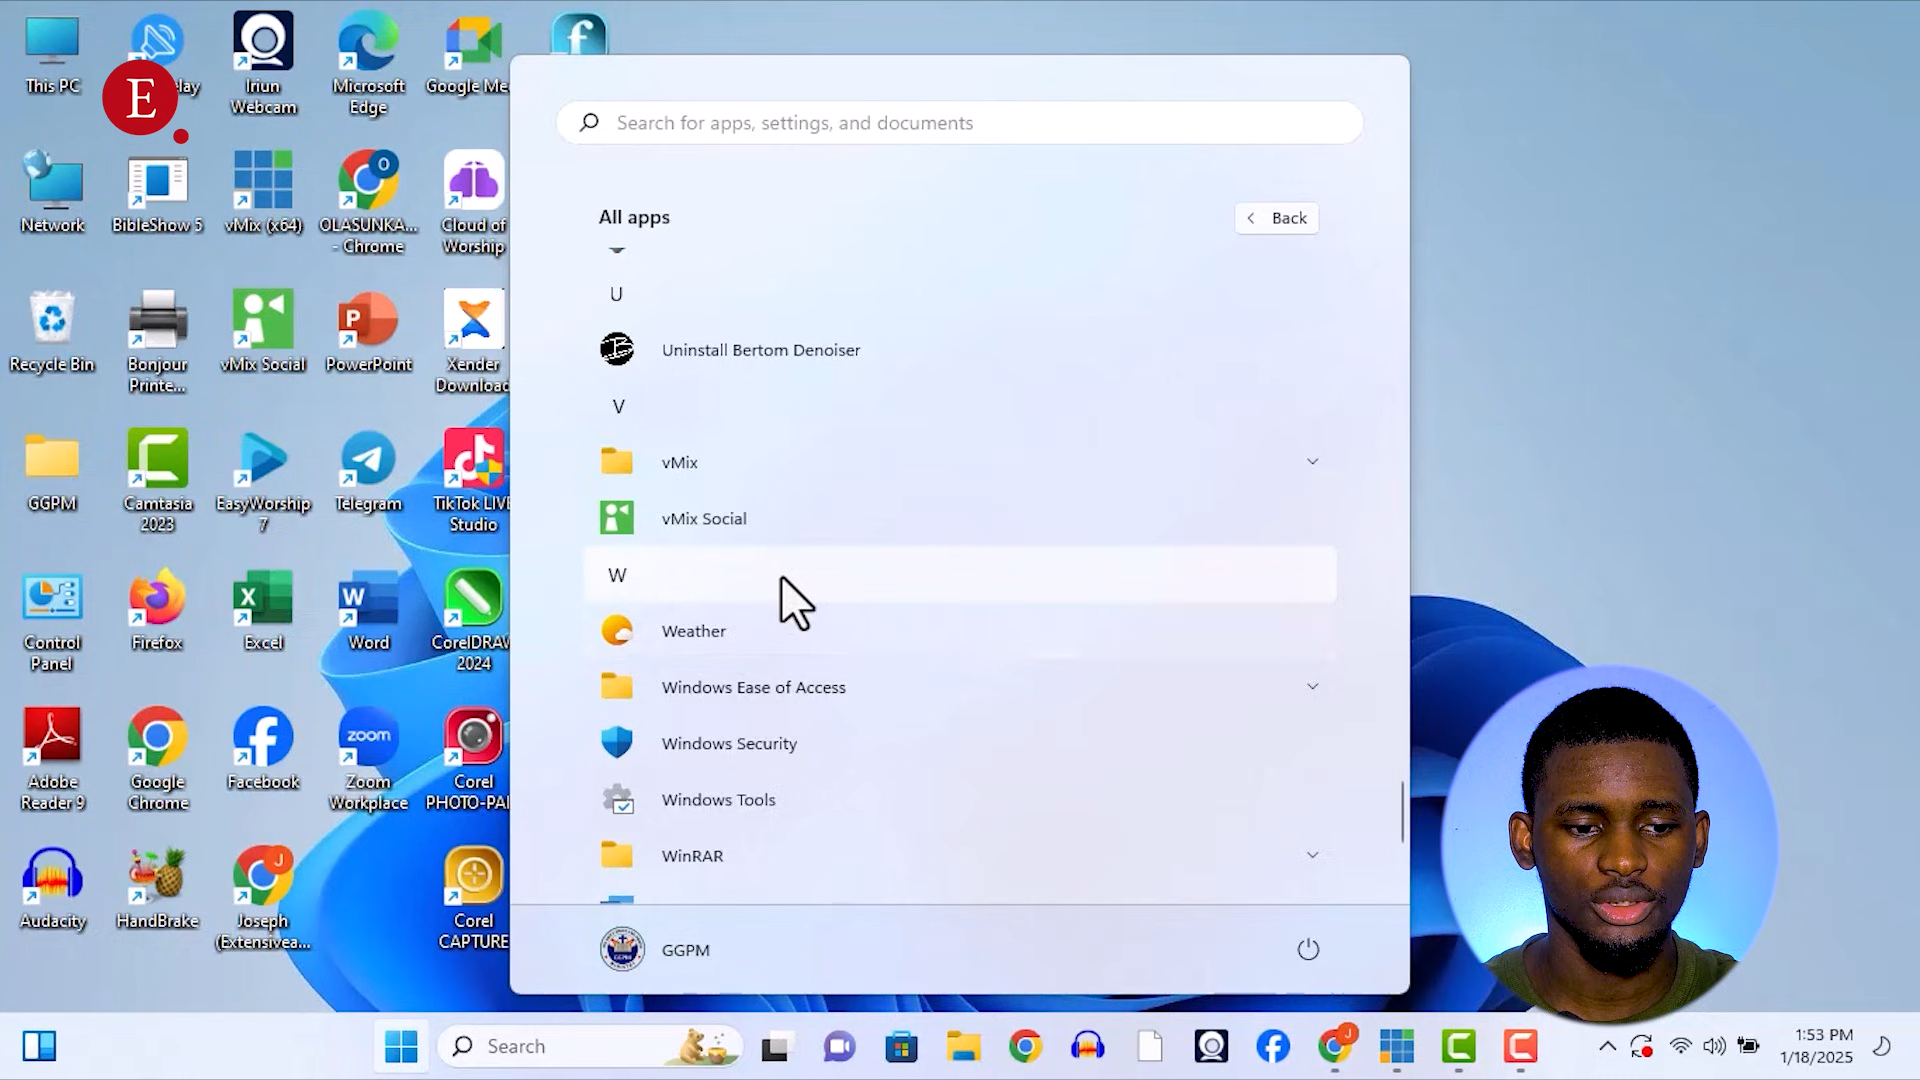 This PC
E
lay
Iriun
Webcam
Microsoft
Edge
Google Me
f
Network
BibleShow 5
vMix (x64)
O
OLASUNKA...
- Chrome
Cloud of
Worship
Recycle Bin
Bonjour
Printe...
vMix Social
P
PowerPoint
Xender
Download
GGPM
Camtasia
2023
EasyWorship
7
Telegram
TikTok LIVE
Studio
Control
Panel
Firefox
X
Excel
W
Word
CorelDRAW
2024
Adobe
Reader 9
Google
Chrome
Facebook
zoom
Zoom
Workplace
Corel
PHOTO-PA
Audacity
HandBrake
J
Joseph
(Extensivea...
Corel
CAPTURE
Search for apps, settings, and documents
All apps
Back
U
Uninstall Bertom Denoiser
V
vMix
vMix Social
W
Weather
Windows Ease of Access
Windows Security
Windows Tools
WinRAR
GGPM
Search
J
1:53 PM
1/18/2025